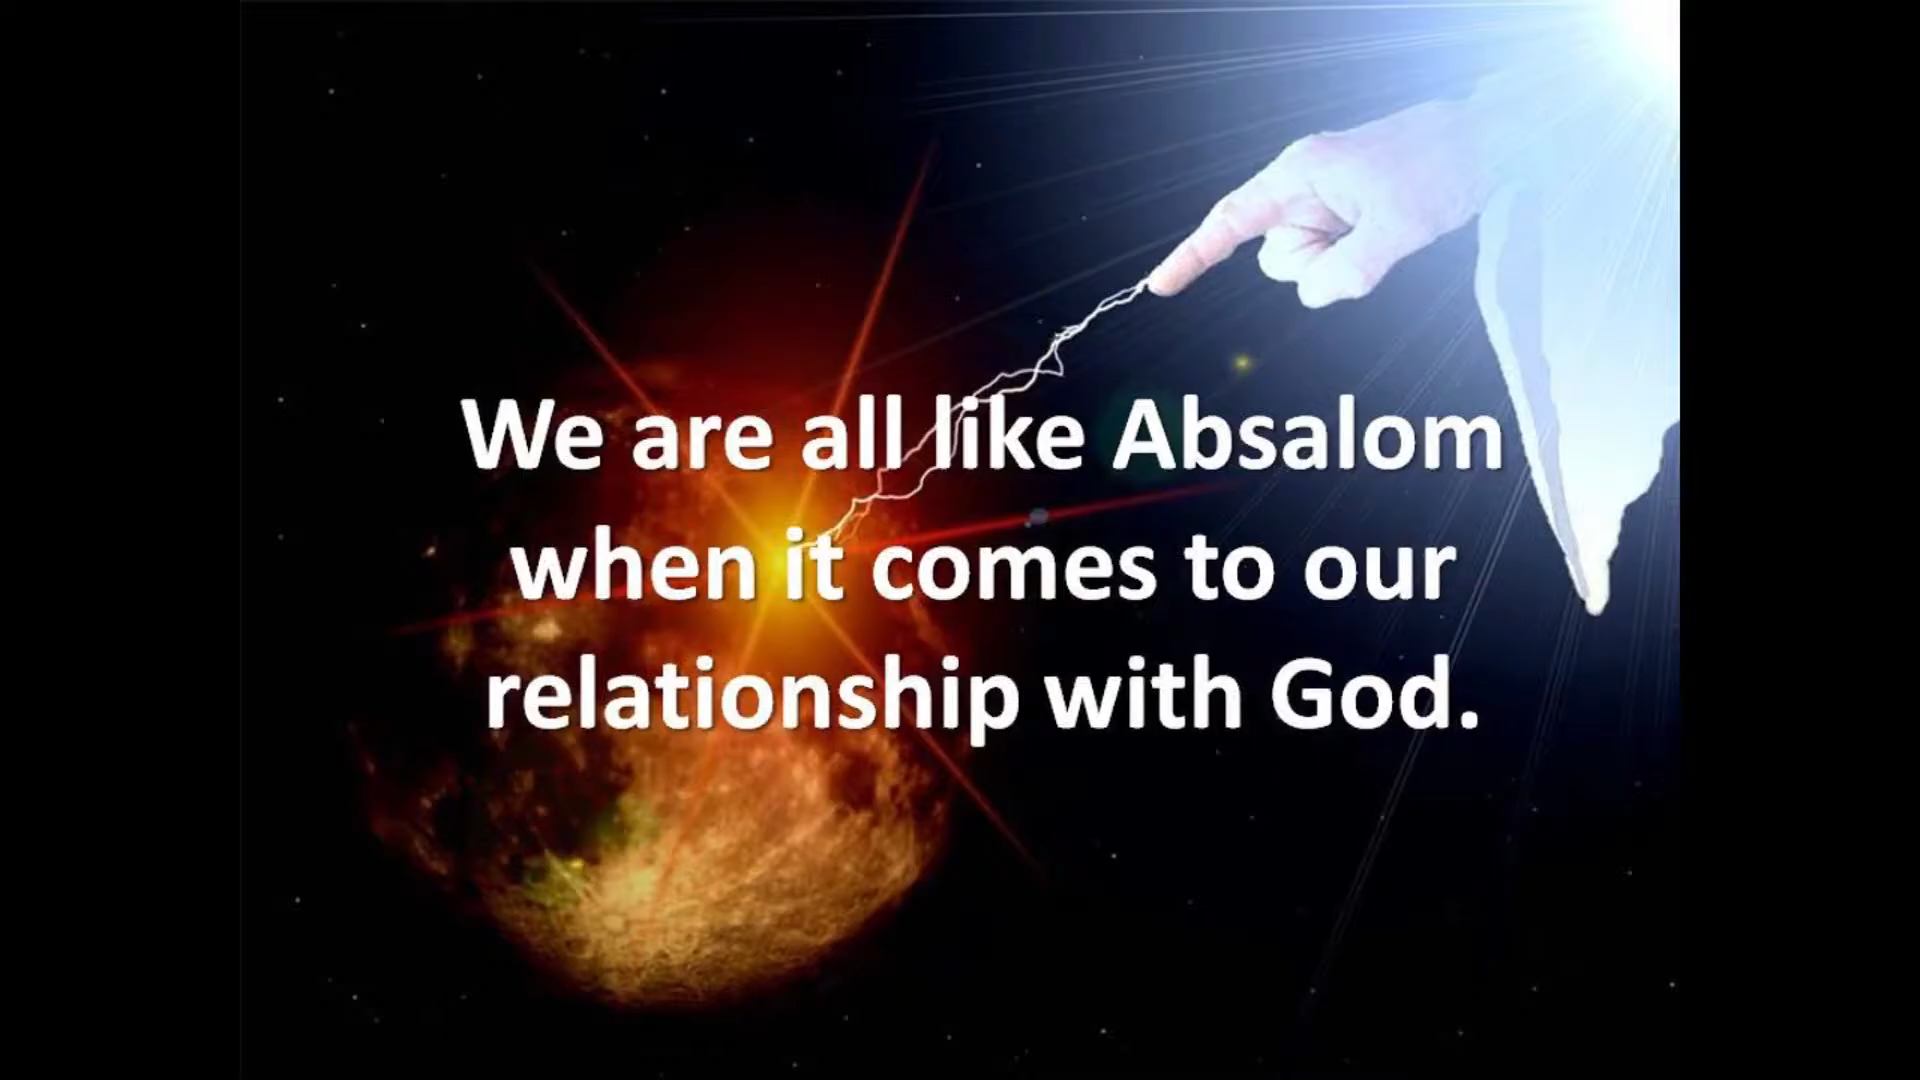 We are all like Absalom
when it comes to our
relationship with God.